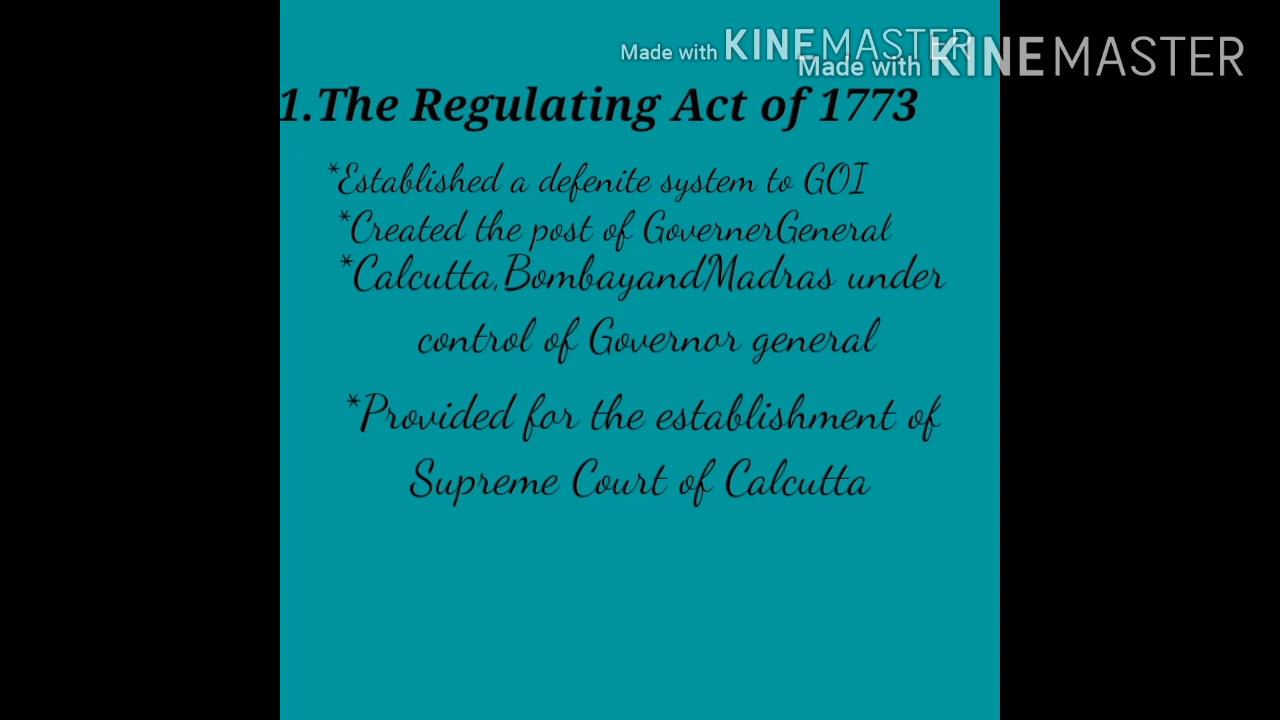 Made with KINEMASTER
Made with KINEMASTER
1.The Regulating Act of 1773
*Established a defenite system to GOI
*Created the post of GovernerGeneral
*Calcutta,BombayandMadras under
control of Governor general
*Provided for the establishment of
Supreme Court of Calcutta